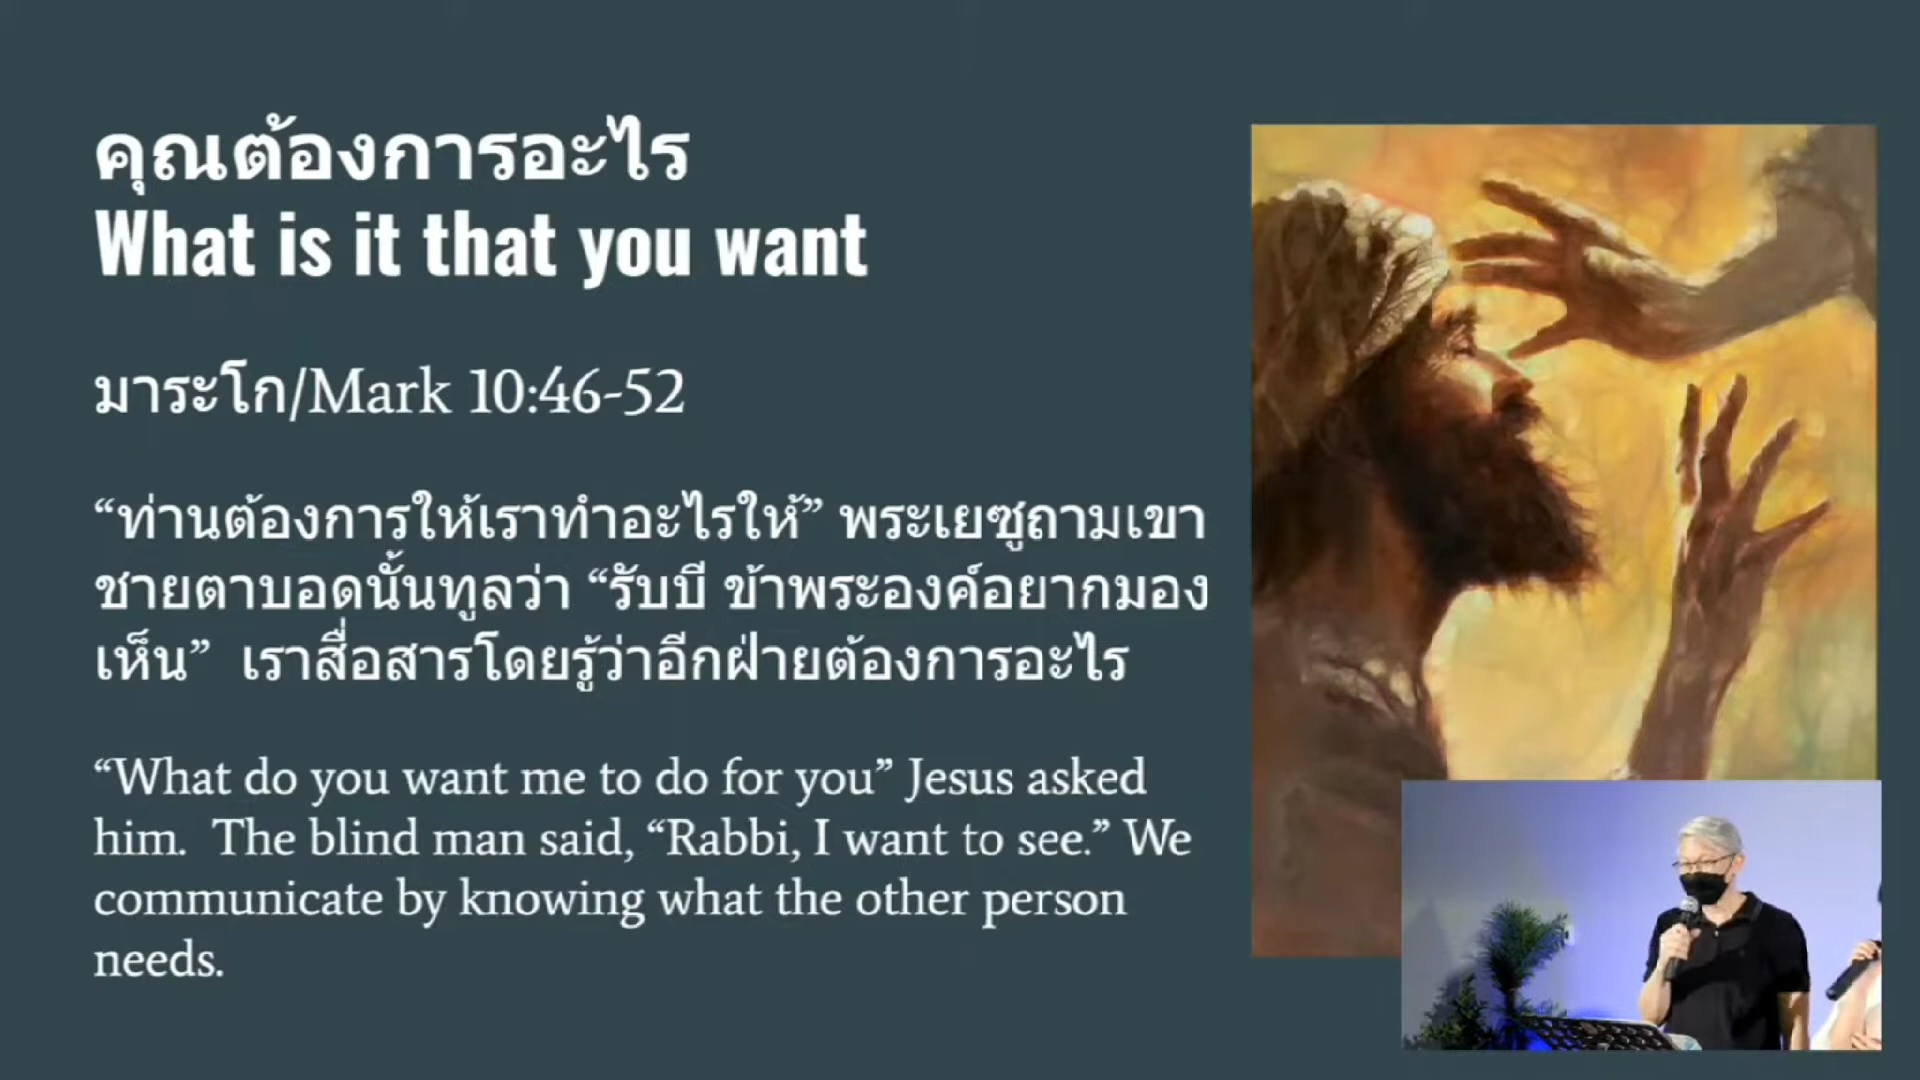 คุณต้องการอะไร
What is it that you want
มาระโก/Mark 10:46-52
“ท่านต้องการให้เราทำอะไรให้” พระเยซูถามเขา
ชายตาบอดนั้นทูลว่า “รับบี ข้าพระองค์อยากมอง
เห็น”  เราสื่อสารโดยรู้ว่าอีกฝ่ายต้องการอะไร
“What do you want me to do for you” Jesus asked
him.  The blind man said, “Rabbi, I want to see.” We
communicate by knowing what the other person
needs.